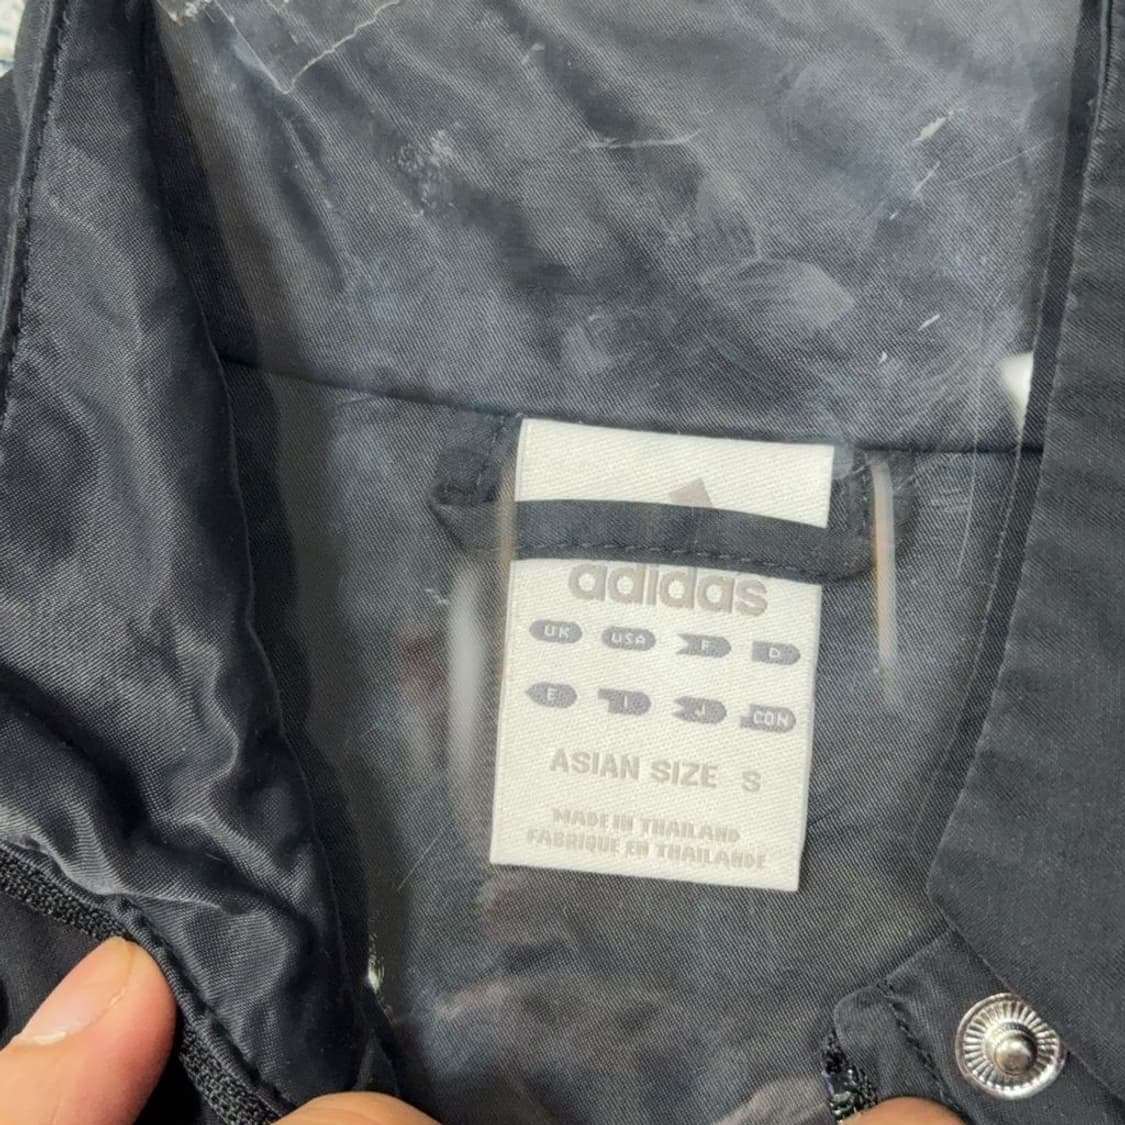 adidas
UK USA F D
E I J CDN
ASIAN SIZE S
MADE IN THAILAND
FABRIQUE EN THAILANDE